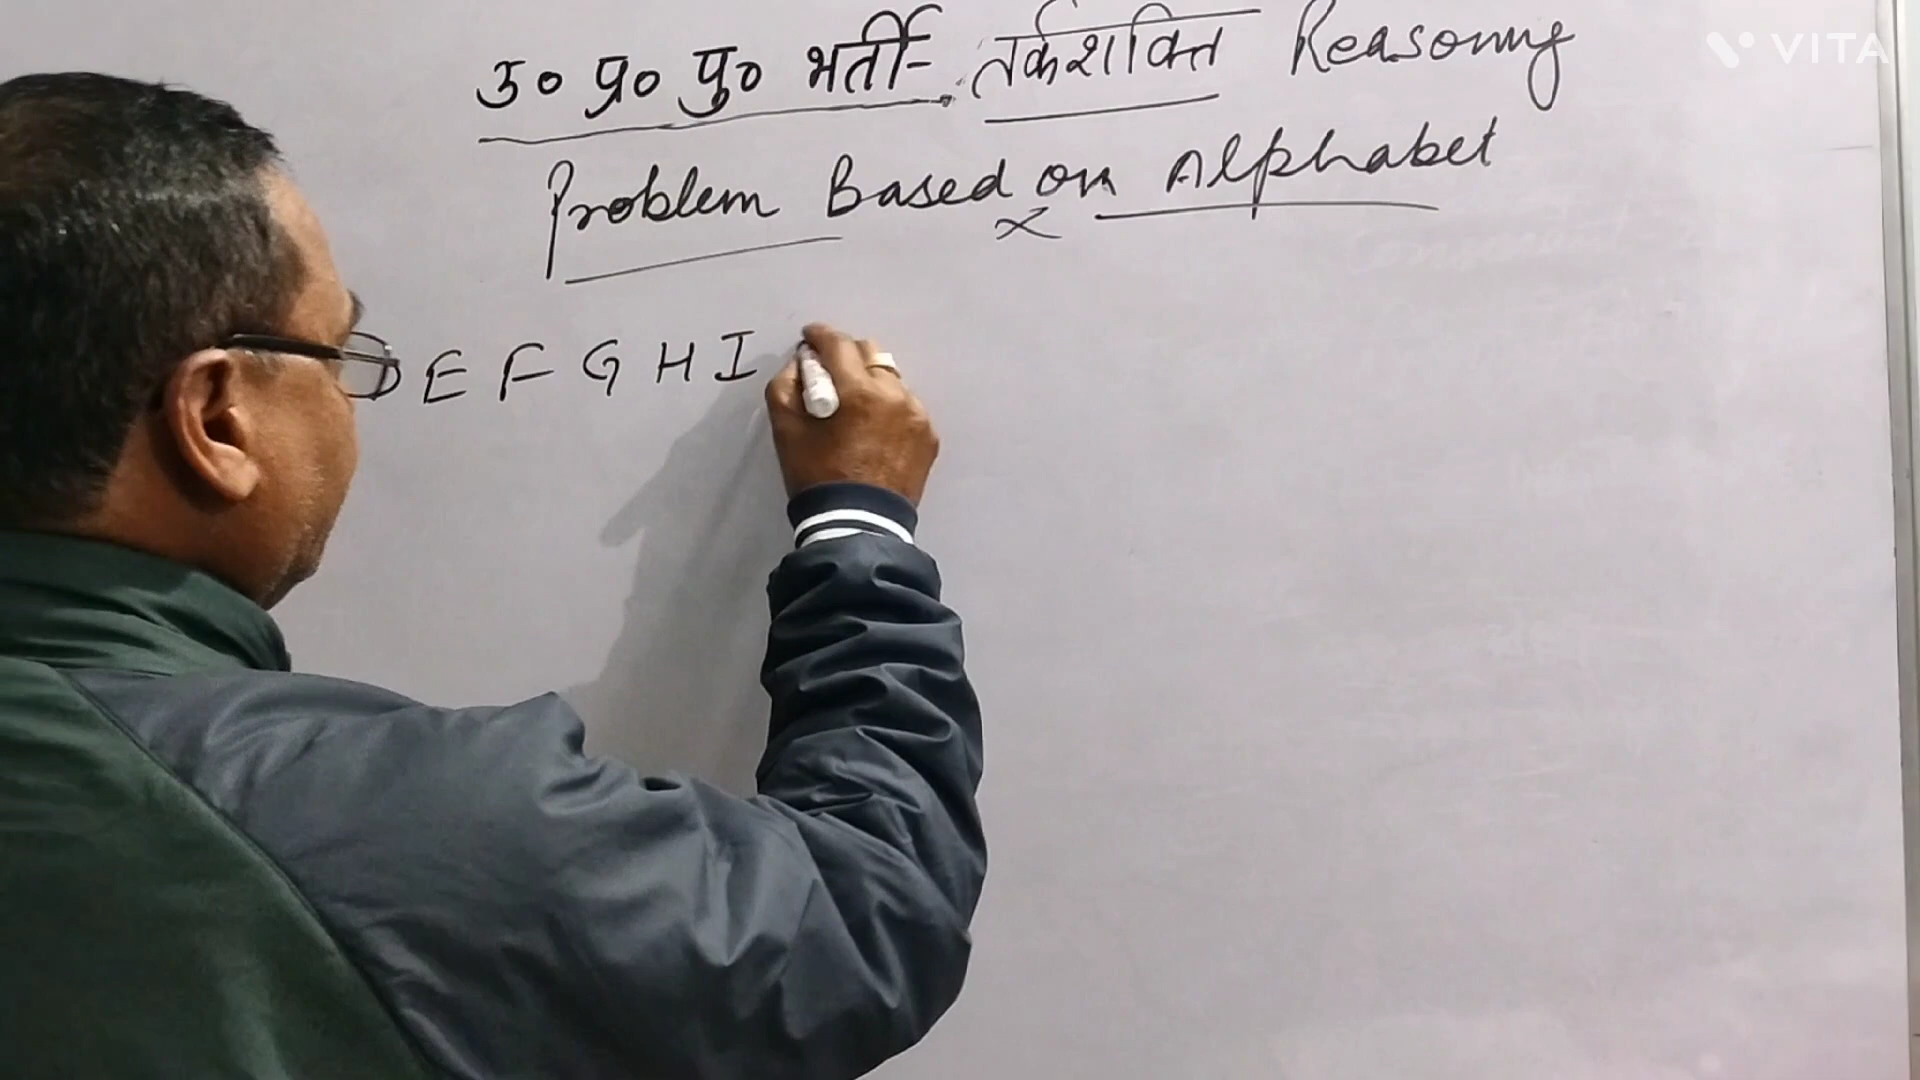 उ० प्र० पु० भर्ती - तर्कशक्ति Reasoning
Problem Based on Alphabet
D E F G H I
VITA